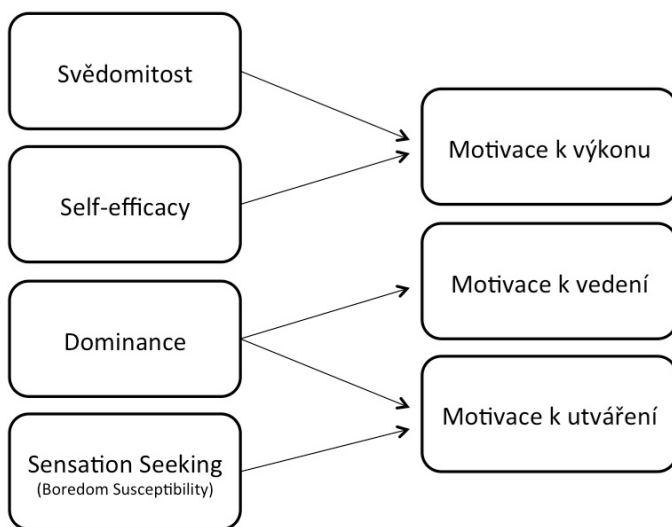 Svědomitost
Self-efficacy
Dominance
Sensation Seeking
(Boredom Susceptibility)
Motivace k výkonu
Motivace k vedení
Motivace k utváření